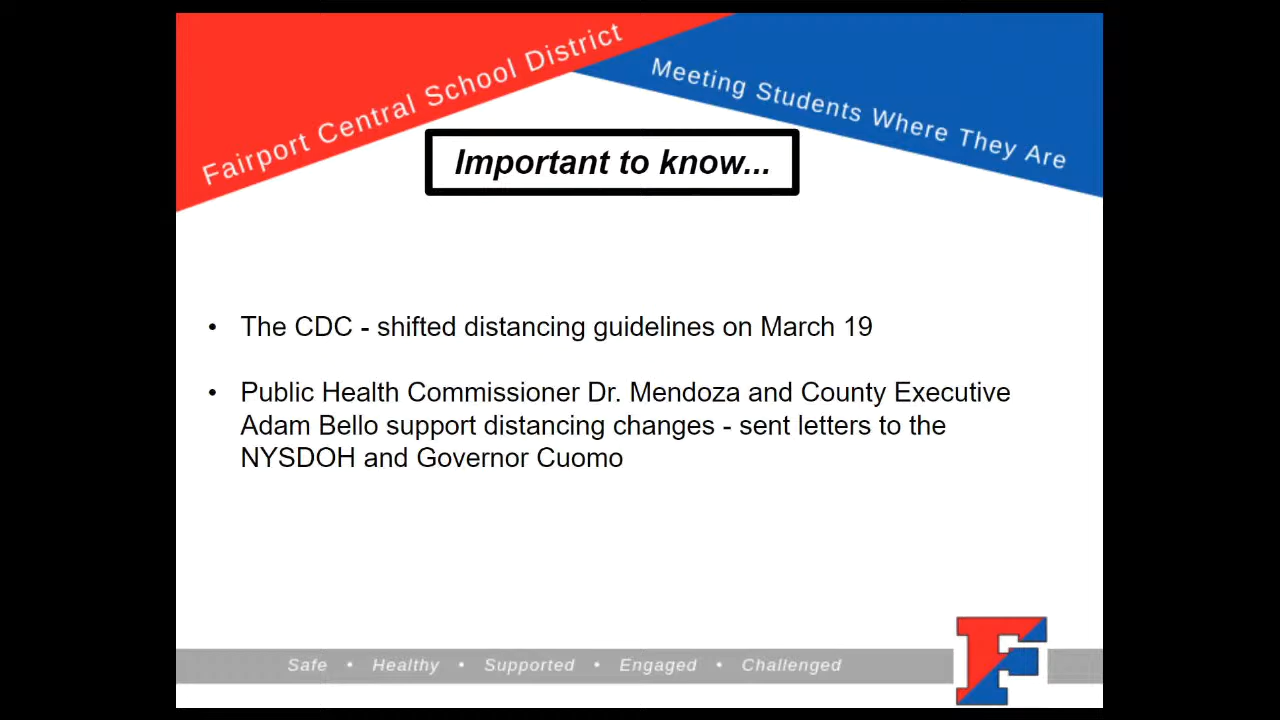 Fairport Central School District
Meeting Students Where They Are
Important to know...
• The CDC - shifted distancing guidelines on March 19
• Public Health Commissioner Dr. Mendoza and County Executive
Adam Bello support distancing changes - sent letters to the
NYSDOH and Governor Cuomo
Safe • Healthy • Supported • Engaged • Challenged
F